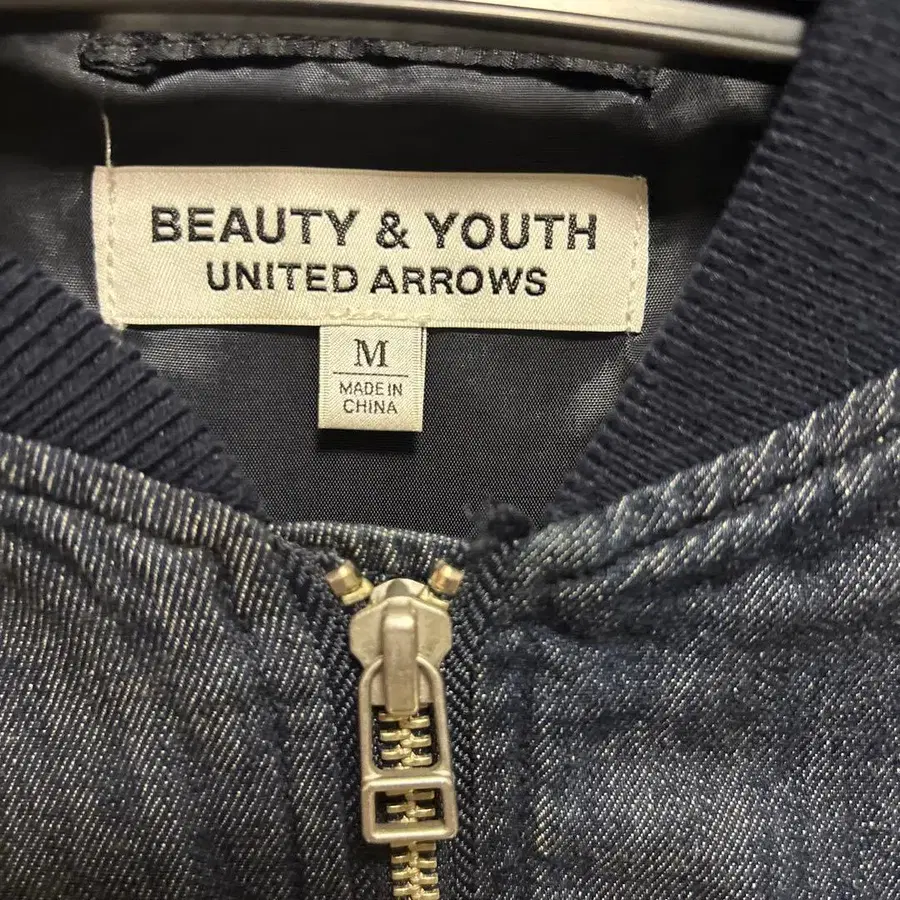 BEAUTY & YOUTH
UNITED ARROWS
M
MADE IN
CHINA